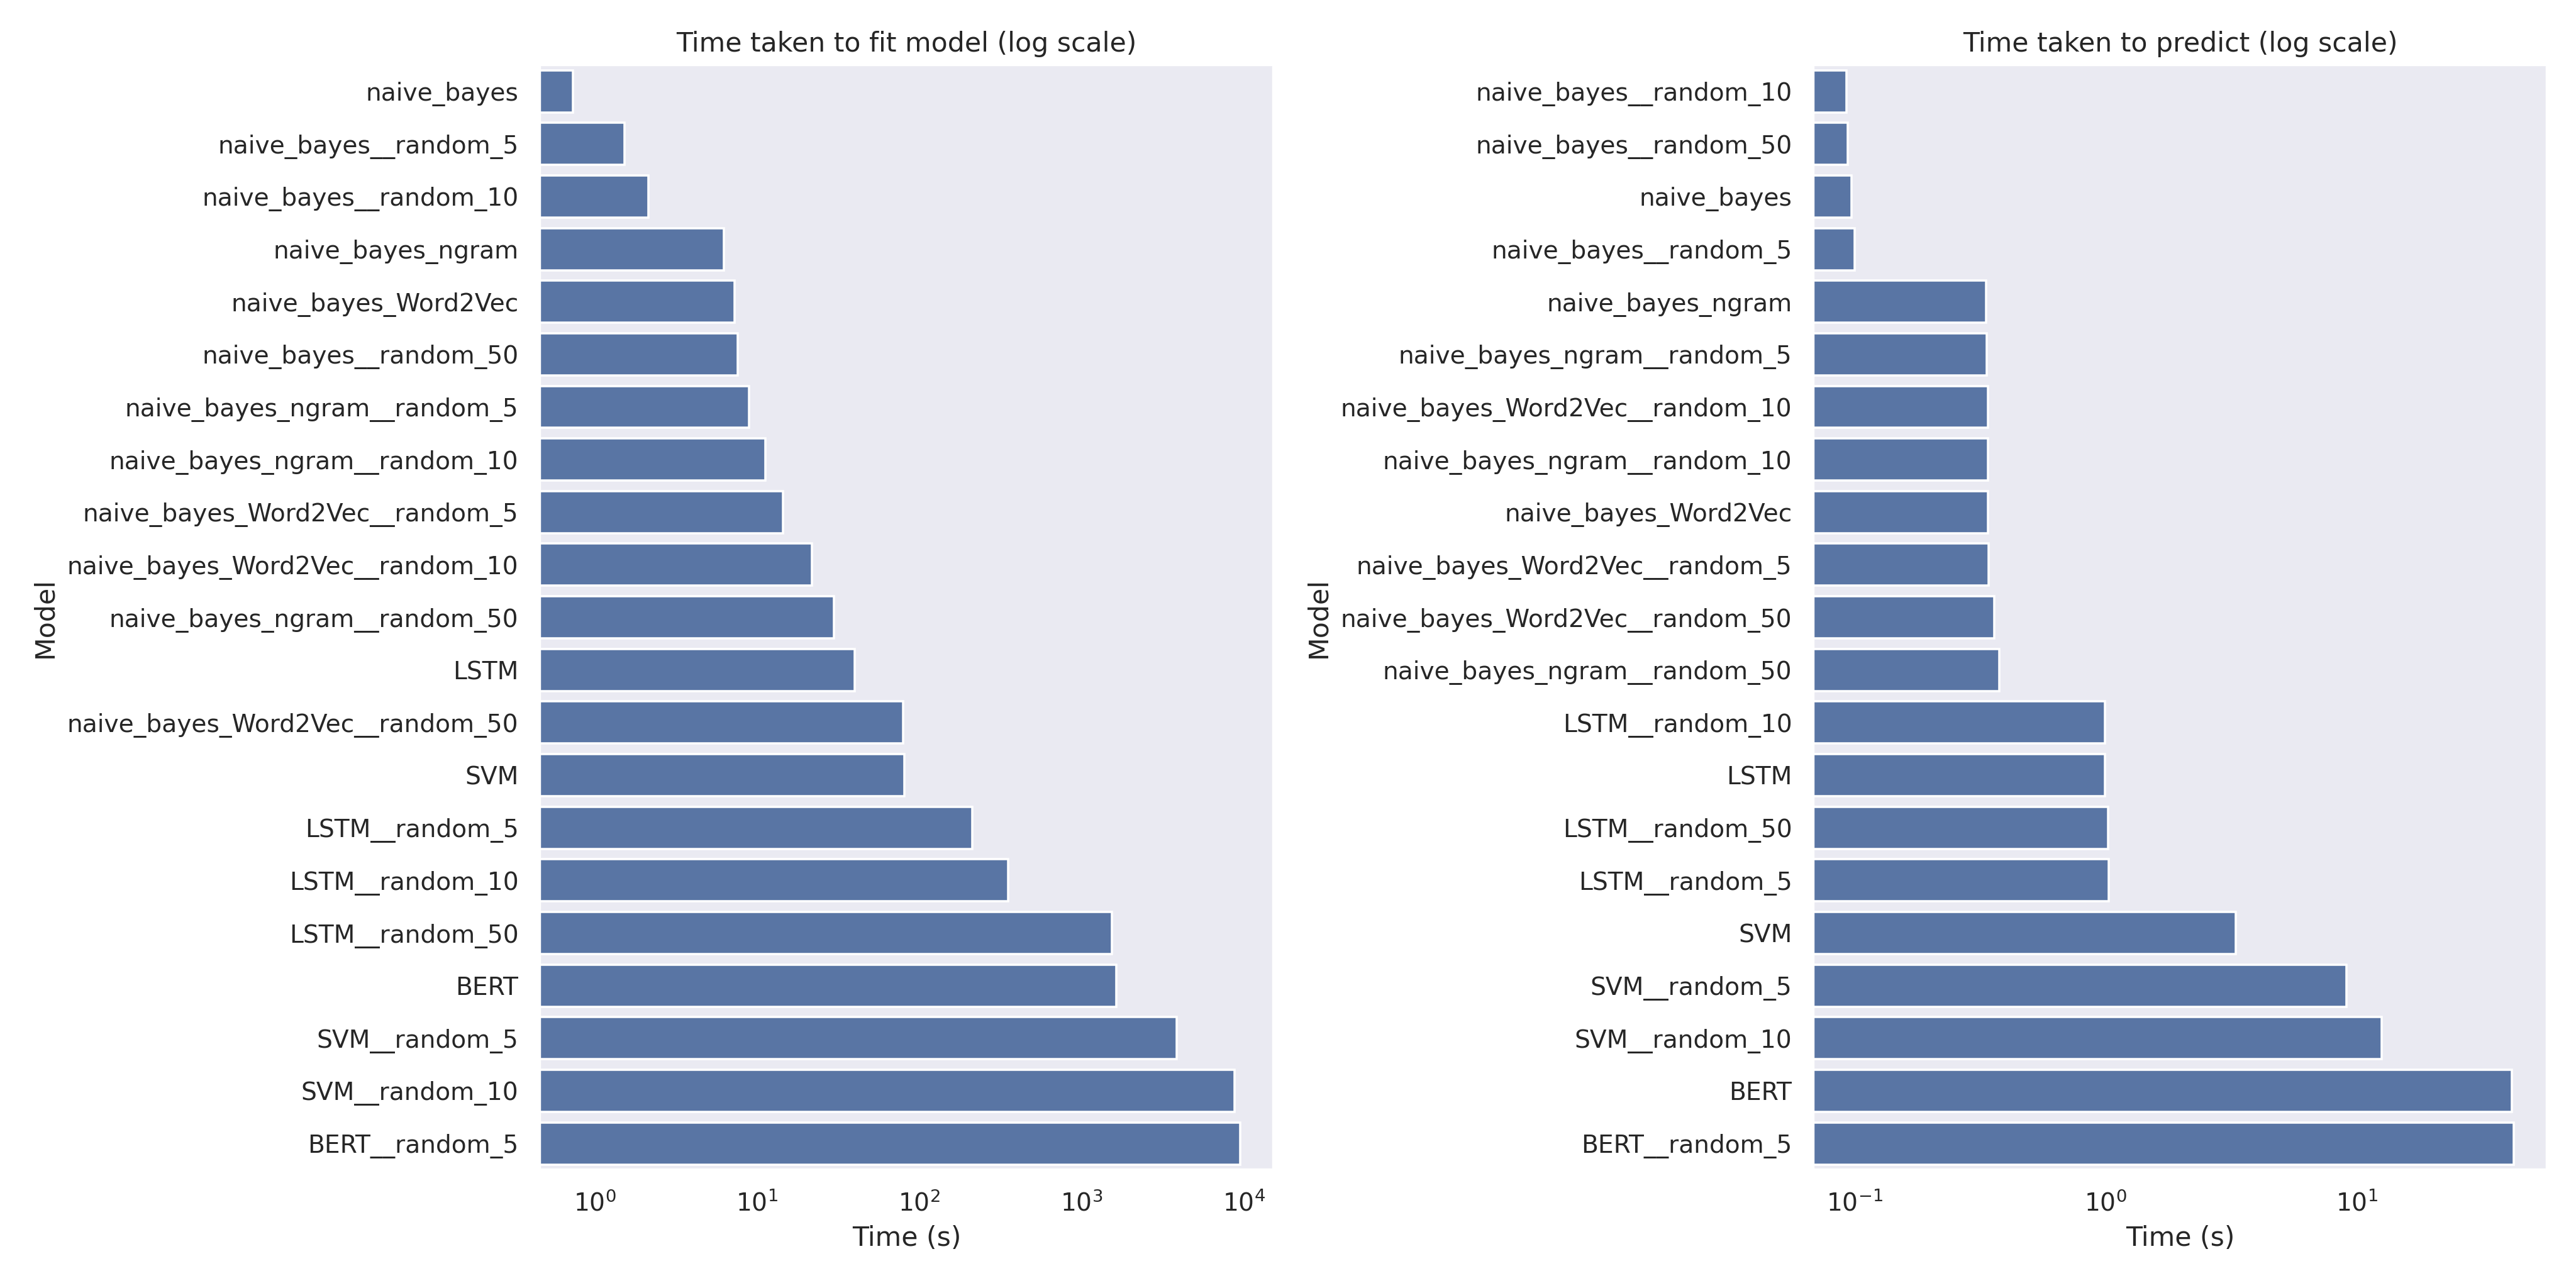 Time taken to fit model (log scale)
naive_bayes
naive_bayes__random_5
naive_bayes__random_10
naive_bayes_ngram
naive_bayes_Word2Vec
naive_bayes__random_50
naive_bayes_ngram__random_5
naive_bayes_ngram__random_10
naive_bayes_Word2Vec__random_5
naive_bayes_Word2Vec__random_10
naive_bayes_ngram__random_50
LSTM
naive_bayes_Word2Vec__random_50
SVM
LSTM__random_5
LSTM__random_10
LSTM__random_50
BERT
SVM__random_5
SVM__random_10
BERT__random_5
Model
10⁰ 10¹ 10² 10³ 10⁴
Time (s)
Time taken to predict (log scale)
naive_bayes__random_10
naive_bayes__random_50
naive_bayes
naive_bayes__random_5
naive_bayes_ngram
naive_bayes_ngram__random_5
naive_bayes_Word2Vec__random_10
naive_bayes_ngram__random_10
naive_bayes_Word2Vec
naive_bayes_Word2Vec__random_5
naive_bayes_Word2Vec__random_50
naive_bayes_ngram__random_50
LSTM__random_10
LSTM
LSTM__random_50
LSTM__random_5
SVM
SVM__random_5
SVM__random_10
BERT
BERT__random_5
Model
10⁻¹ 10⁰ 10¹
Time (s)